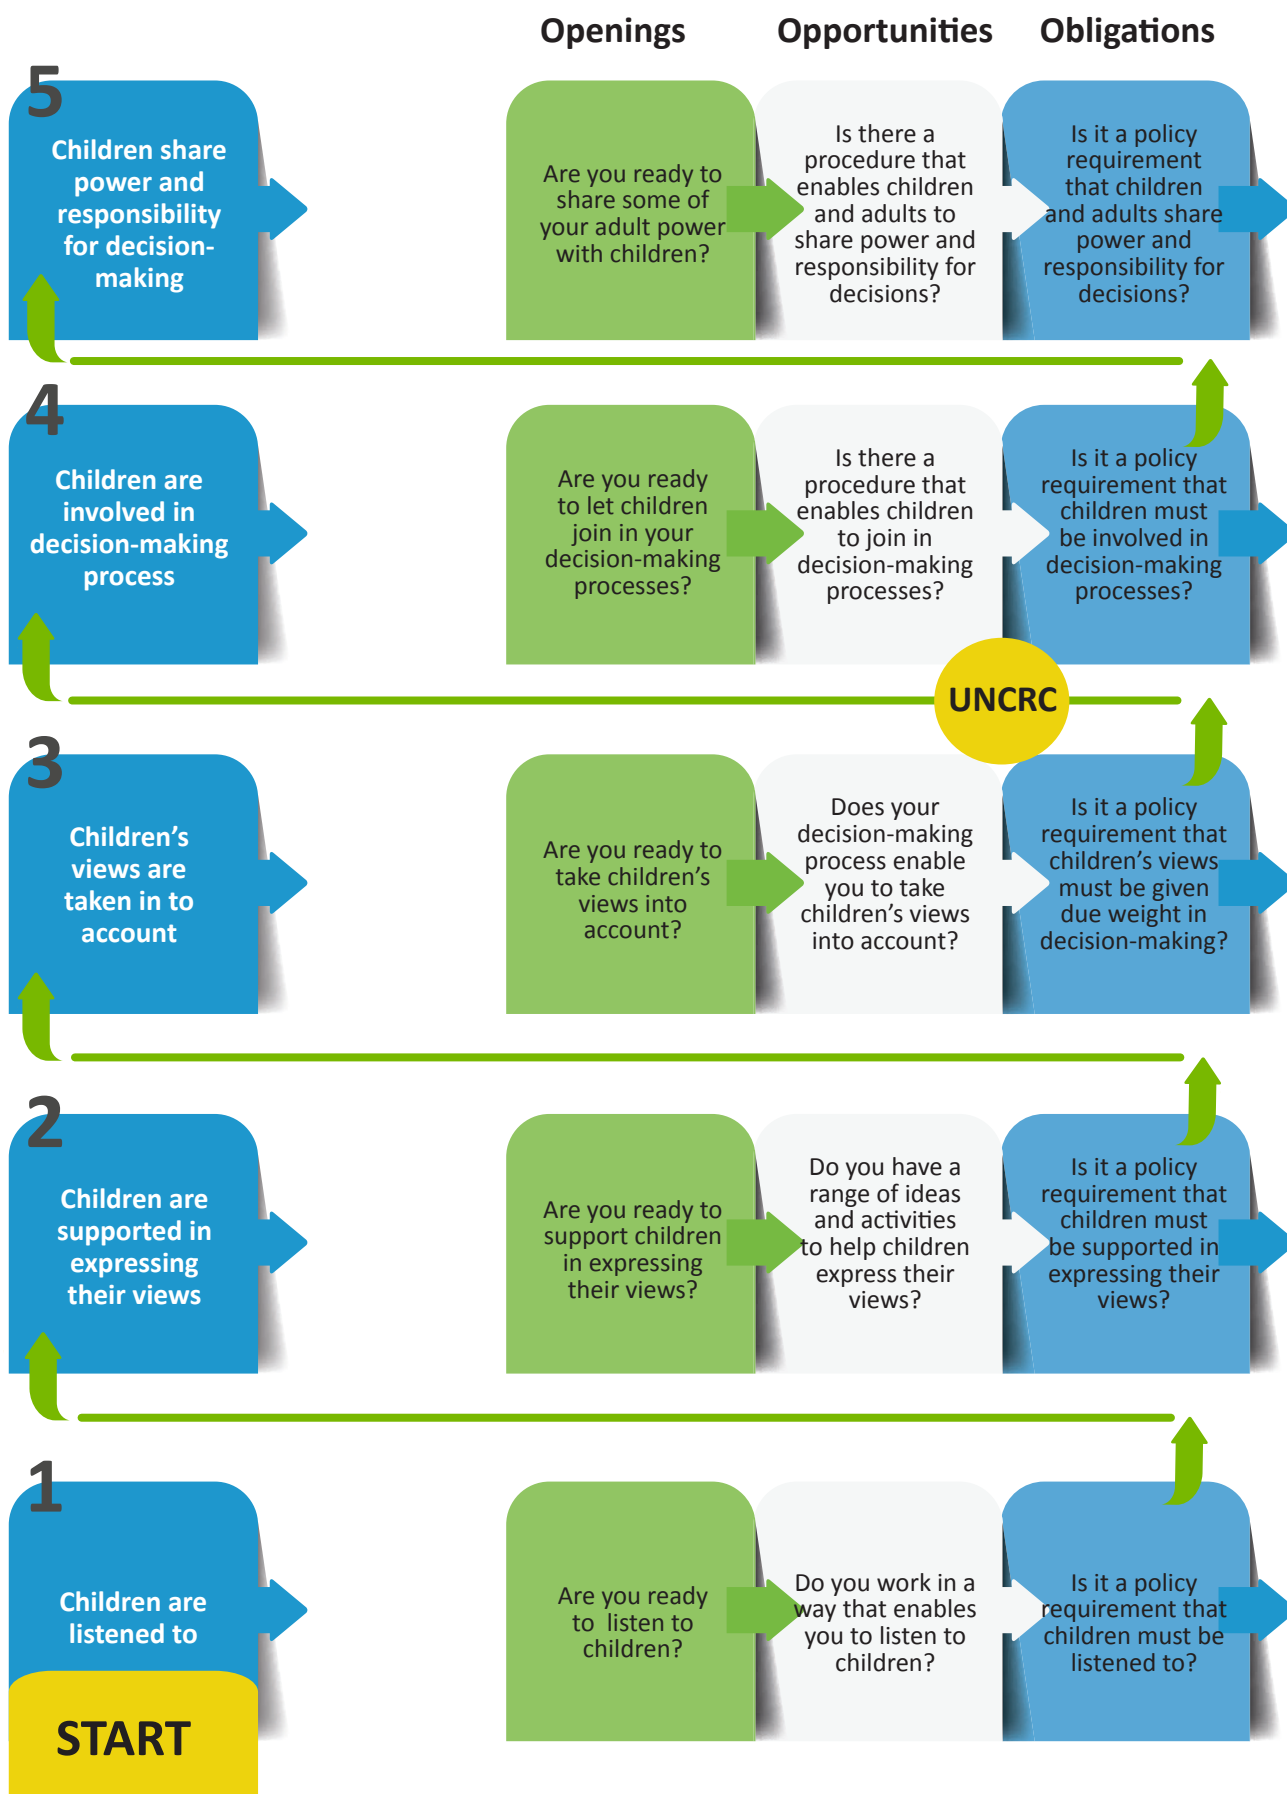 Openings
Opportunities
Obligations
5
Children share
power and
responsibility
for decision-
making
Are you ready to
share some of
your adult power
with children?
Is there a
procedure that
enables children
and adults to
share power and
responsibility for
decisions?
Is it a policy
requirement
that children
and adults share
power and
responsibility for
decisions?
4
Children are
involved in
decision-making
process
Are you ready
to let children
join in your
decision-making
processes?
Is there a
procedure that
enables children
to join in
decision-making
processes?
Is it a policy
requirement that
children must
be involved in
decision-making
processes?
UNCRC
3
Children’s
views are
taken in to
account
Are you ready to
take children’s
views into
account?
Does your
decision-making
process enable
you to take
children’s views
into account?
Is it a policy
requirement that
children’s views
must be given
due weight in
decision-making?
2
Children are
supported in
expressing
their views
Are you ready to
support children
in expressing
their views?
Do you have a
range of ideas
and activities
to help children
express their
views?
Is it a policy
requirement that
children must
be supported in
expressing their
views?
1
Children are
listened to
Are you ready
to listen to
children?
Do you work in a
way that enables
you to listen to
children?
Is it a policy
requirement that
children must be
listened to?
START